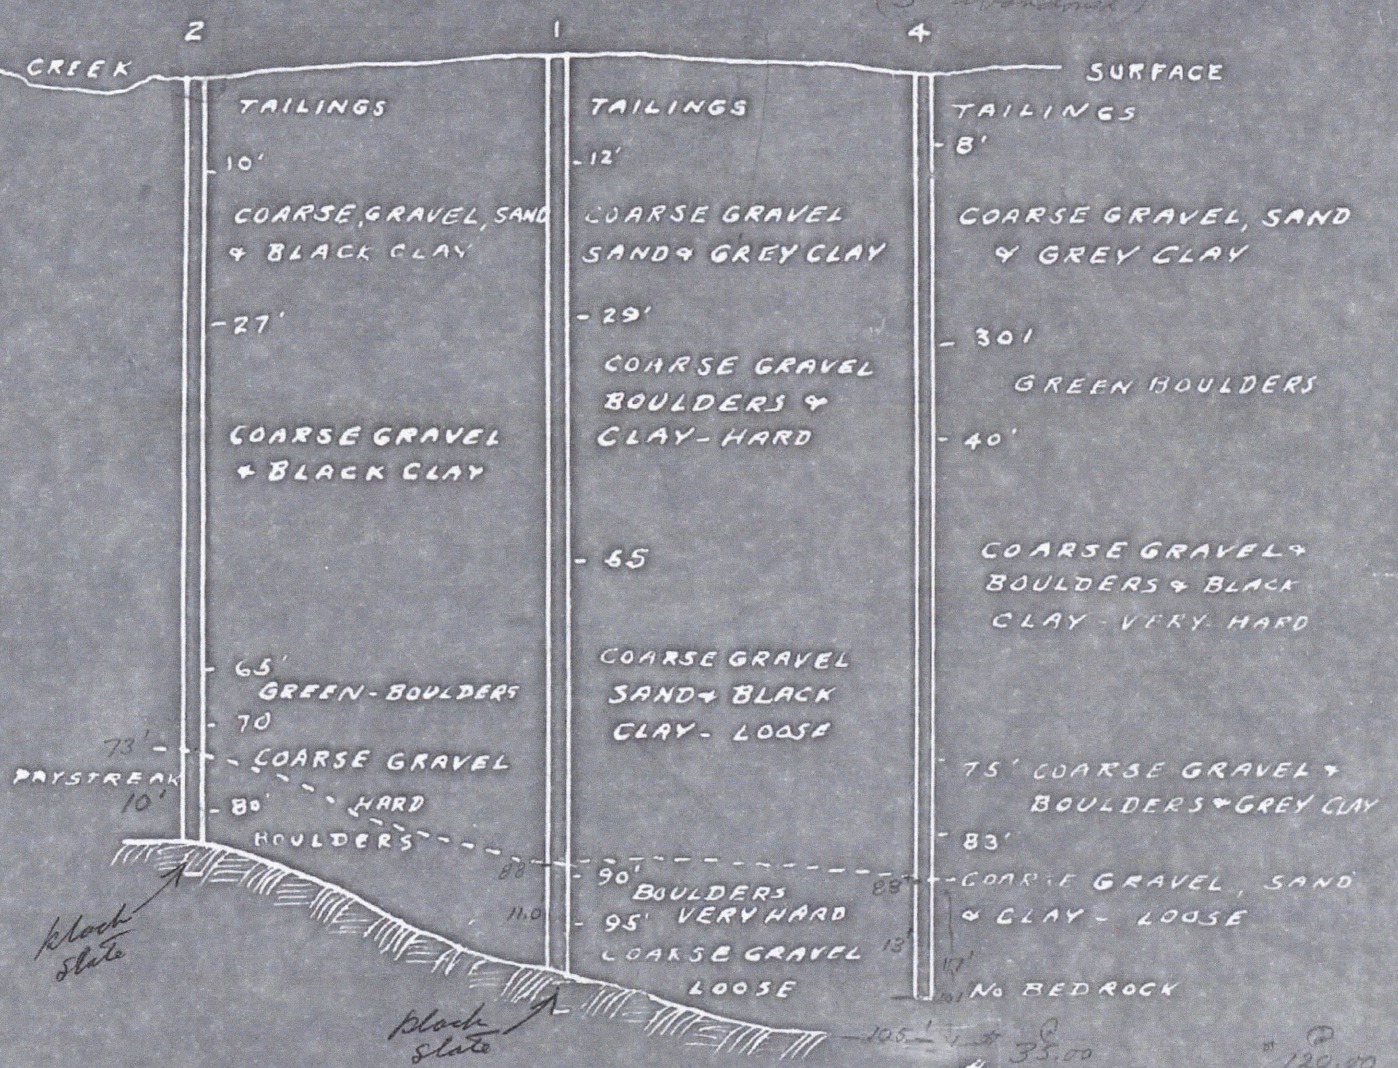 2
1
4
CREEK
SURFACE
TAILINGS
10'
COARSE, GRAVEL, SAND
& BLACK CLAY
27'
COARSE GRAVEL
& BLACK CLAY
65'
GREEN-BOULDERS
70
73'
COARSE GRAVEL
PAYSTREAK
10'
80'
HARD
BOULDERS
black
slate
TAILINGS
12'
COARSE GRAVEL
SAND & GREY CLAY
29'
COARSE GRAVEL
BOULDERS &
CLAY-HARD
55
COARSE GRAVEL
SAND & BLACK
CLAY- LOOSE
88
90'
BOULDERS
VERY HARD
11.0
95'
COARSE GRAVEL
LOOSE
black
slate
TAILINGS
8'
COARSE GRAVEL, SAND
& GREY CLAY
30'
GREEN BOULDERS
40'
COARSE GRAVEL &
BOULDERS & BLACK
CLAY-VERY HARD
75' COARSE GRAVEL &
BOULDERS & GREY CLAY
83'
88'
COARSE GRAVEL, SAND
& CLAY- LOOSE
13'
NO BEDROCK
105'
35.00
120.00